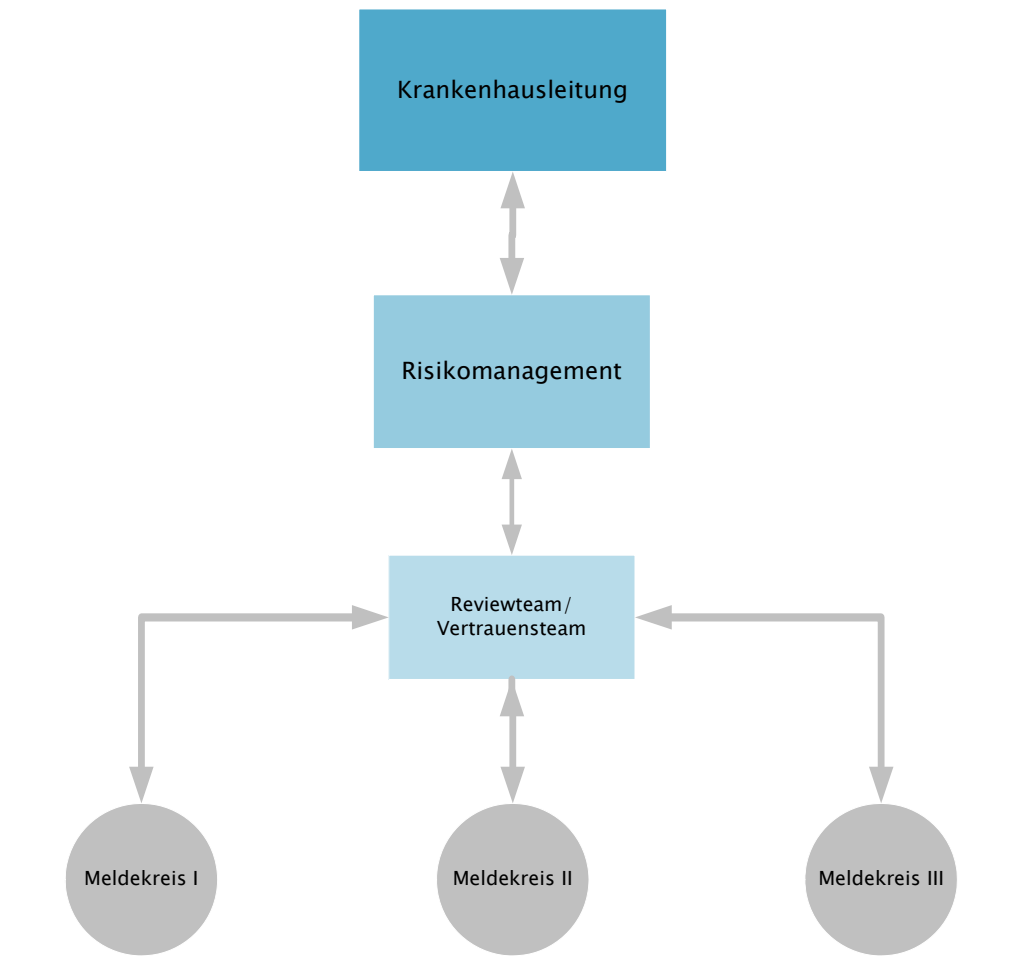 Krankenhausleitung
Risikomanagement
Reviewteam/
Vertrauensteam
Meldekreis I
Meldekreis II
Meldekreis III